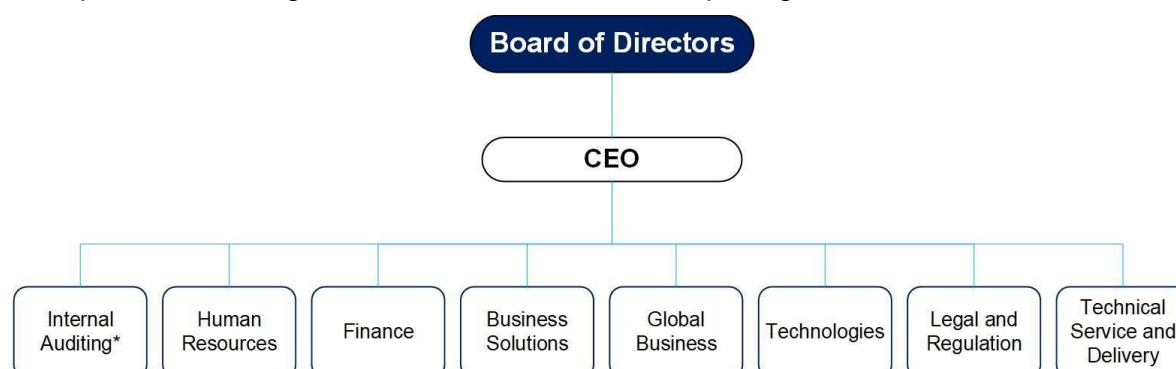 Board of Directors
CEO
Internal
Auditing*
Human
Resources
Finance
Business
Solutions
Global
Business
Technologies
Legal and
Regulation
Technical
Service and
Delivery